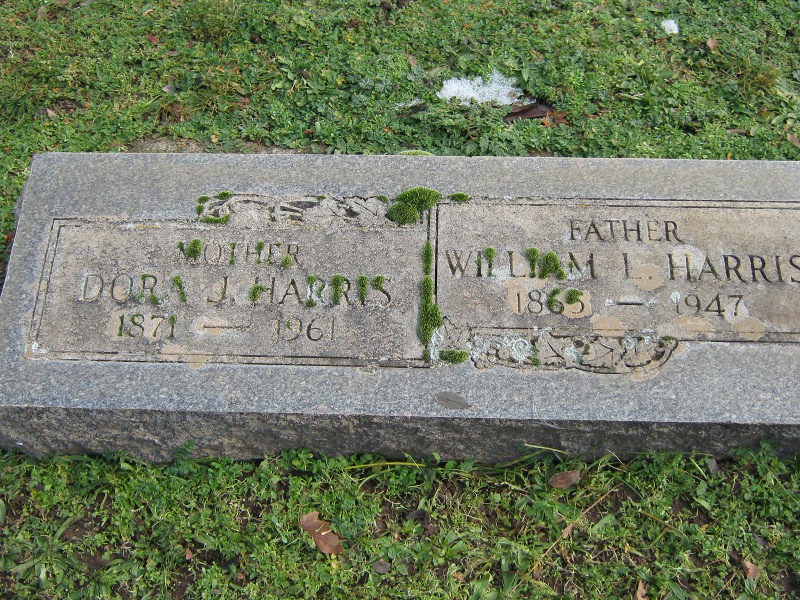 MOTHER
DORA J. HARRIS
1871 — 1961
FATHER
WILLIAM L. HARRIS
1865 — 1947